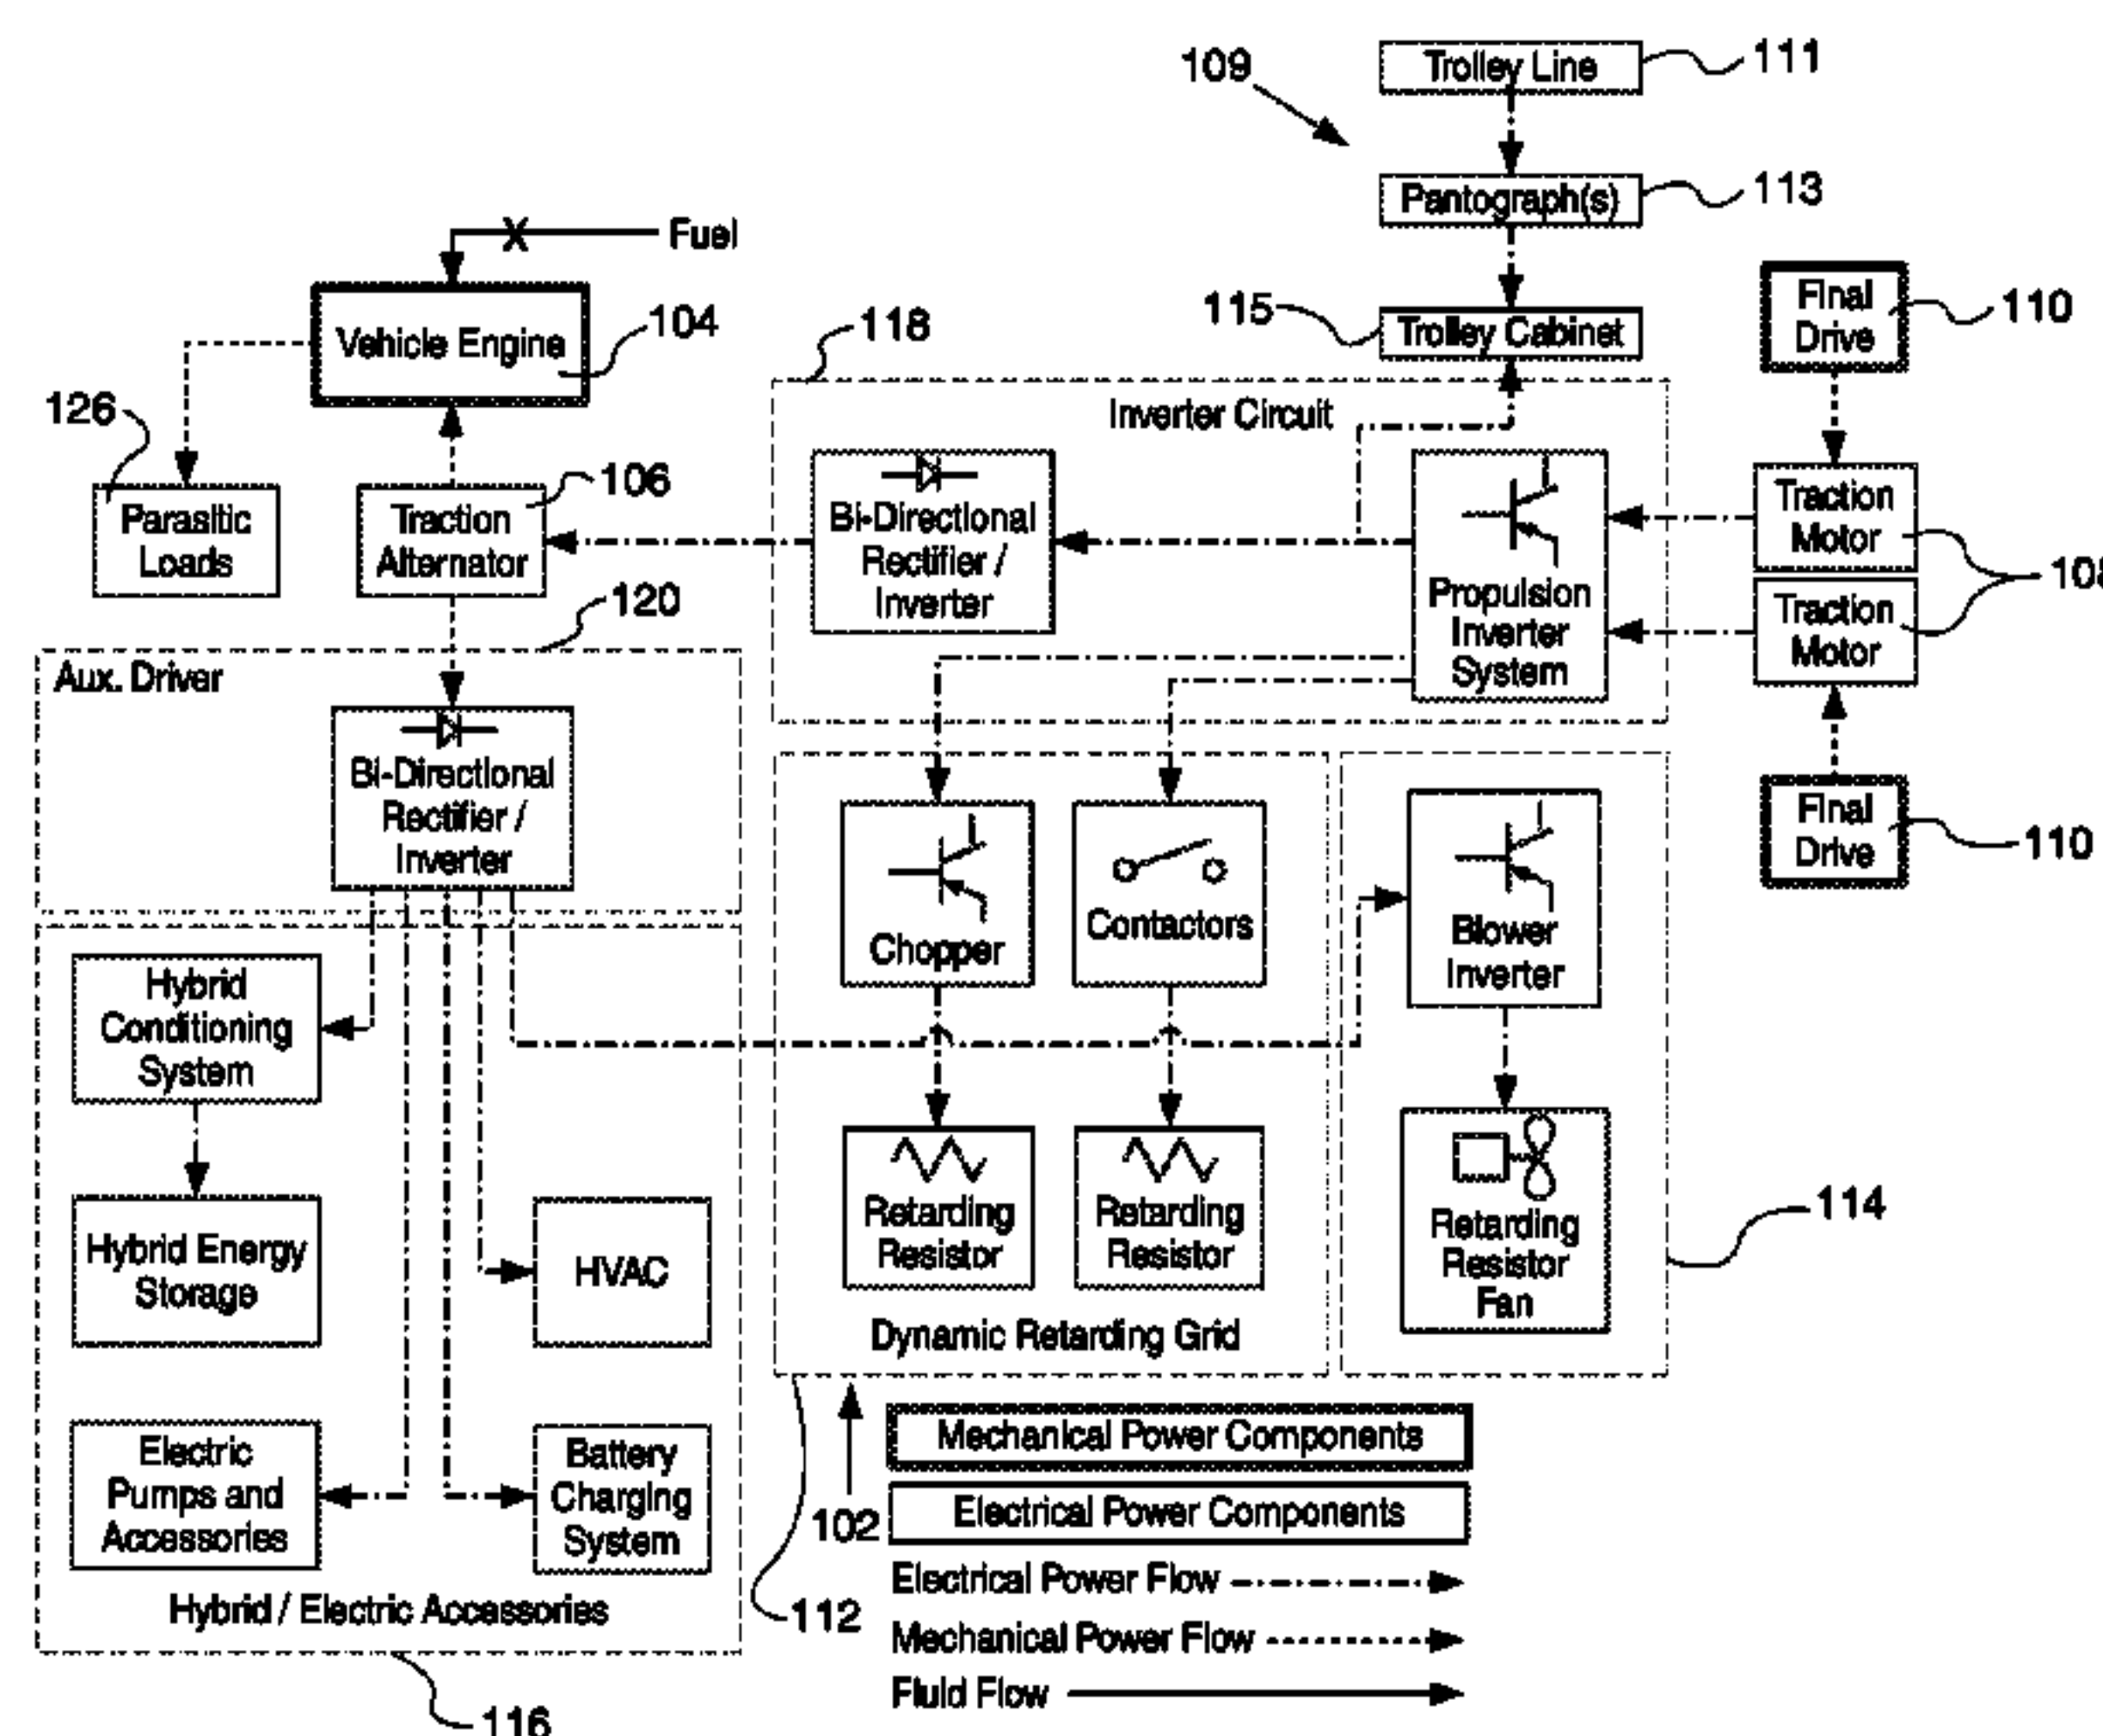 109
Trolley Line
111
Pantograph(s)
113
115
Trolley Cabinet
X
Fuel
Vehicle Engine
104
126
Parasitic
Loads
Traction
Alternator
106
118
Inverter Circuit
Bi-Directional
Rectifier /
Inverter
Propulsion
Inverter
System
Final
Drive
110
Traction
Motor
Traction
Motor
108
Final
Drive
110
120
Aux. Driver
Bi-Directional
Rectifier /
Inverter
Chopper
Contactors
Blower
Inverter
Hybrid
Conditioning
System
Hybrid Energy
Storage
HVAC
Retarding
Resistor
Retarding
Resistor
Dynamic Retarding Grid
Retarding
Resistor
Fan
114
Electric
Pumps and
Accessories
Battery
Charging
System
Hybrid / Electric Accessories
116
102
112
Mechanical Power Components
Electrical Power Components
Electrical Power Flow
Mechanical Power Flow
Fluid Flow